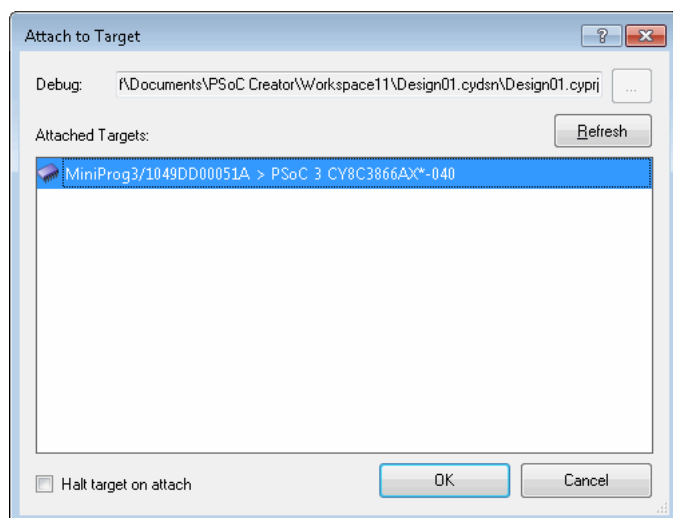 Attach to Target
?
Debug: f\Documents\PSoC Creator\Workspace11\Design01.cydsn\Design01.cyprj ...
Attached Targets: Refresh
MiniProg3/1049DD00051A > PSoC 3 CY8C3866AX*-040
Halt target on attach OK Cancel